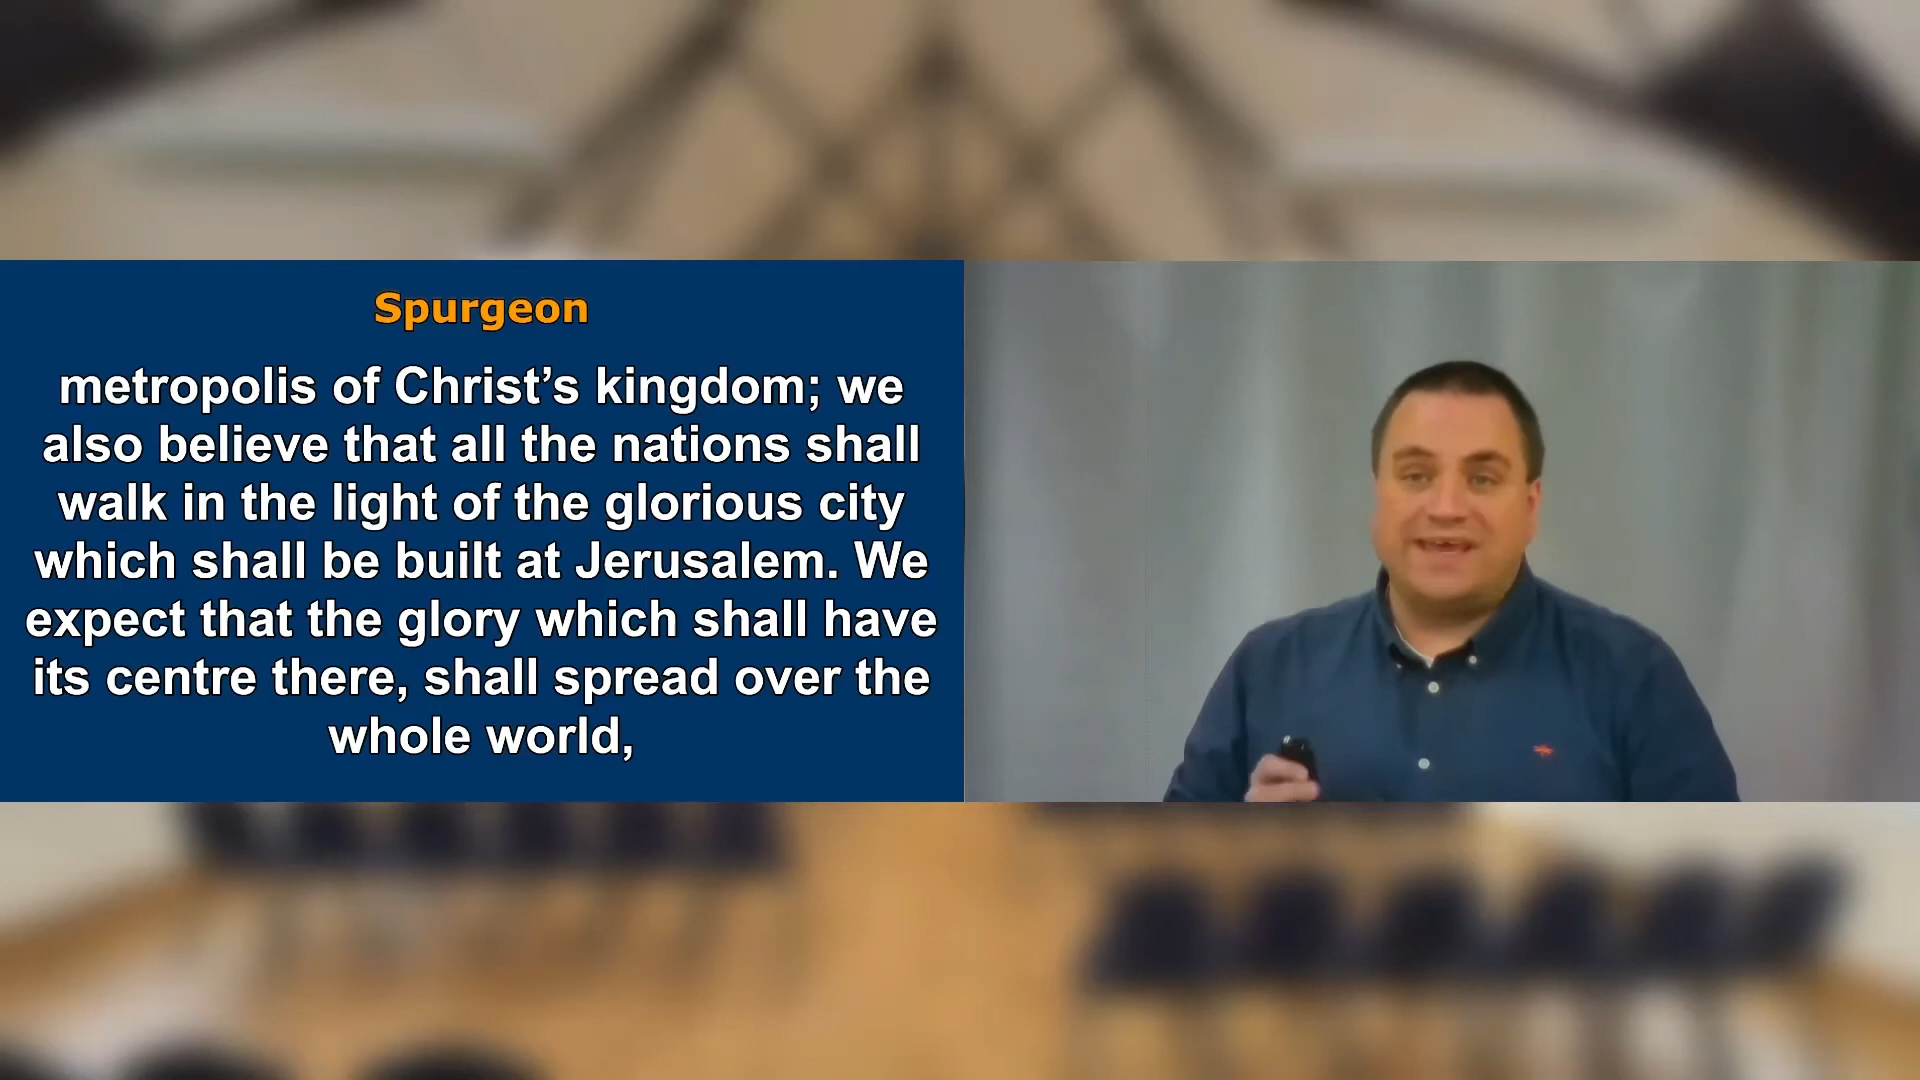 Spurgeon
metropolis of Christ’s kingdom; we
also believe that all the nations shall
walk in the light of the glorious city
which shall be built at Jerusalem. We
expect that the glory which shall have
its centre there, shall spread over the
whole world,